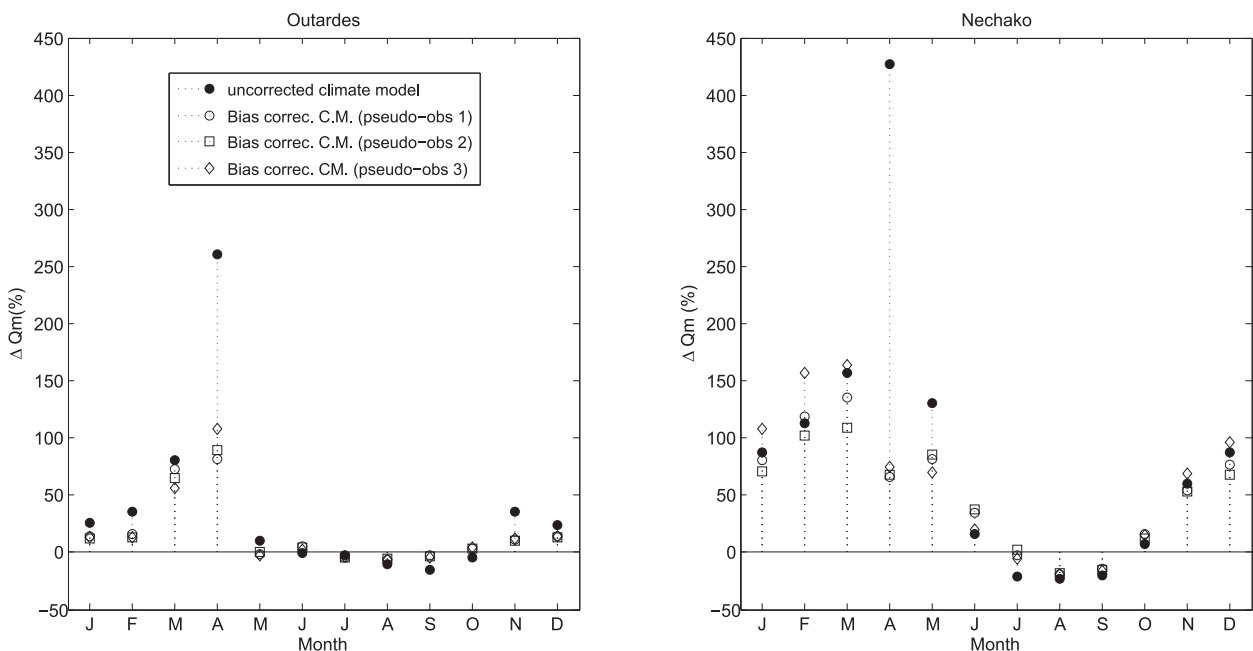 Outardes
450
400
350
300
250
200
150
100
50
0
−50
Δ Qm(%)
uncorrected climate model
Bias correc. C.M. (pseudo−obs 1)
Bias correc. C.M. (pseudo−obs 2)
Bias correc. CM. (pseudo−obs 3)
J F M A M J J A S O N D
Month
Nechako
450
400
350
300
250
200
150
100
50
0
−50
Δ Qm (%)
J F M A M J J A S O N D
Month